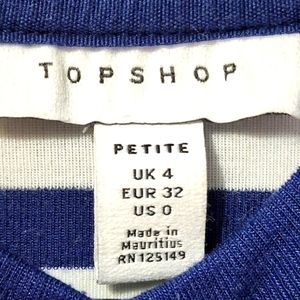 TOPSHOP
PETITE
UK 4
EUR 32
US 0
Made in
Mauritius
RN 125149